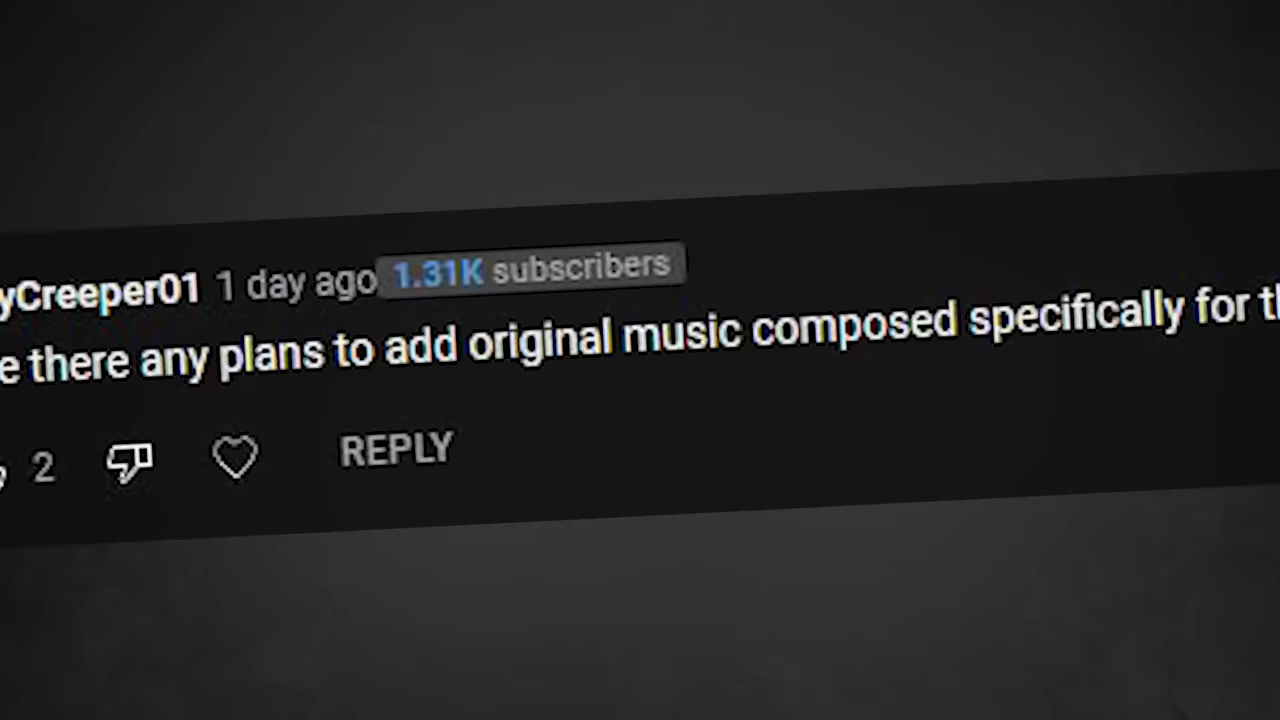 yCreeper01 1 day ago 1.31K subscribers
e there any plans to add original music composed specifically for th
2 REPLY